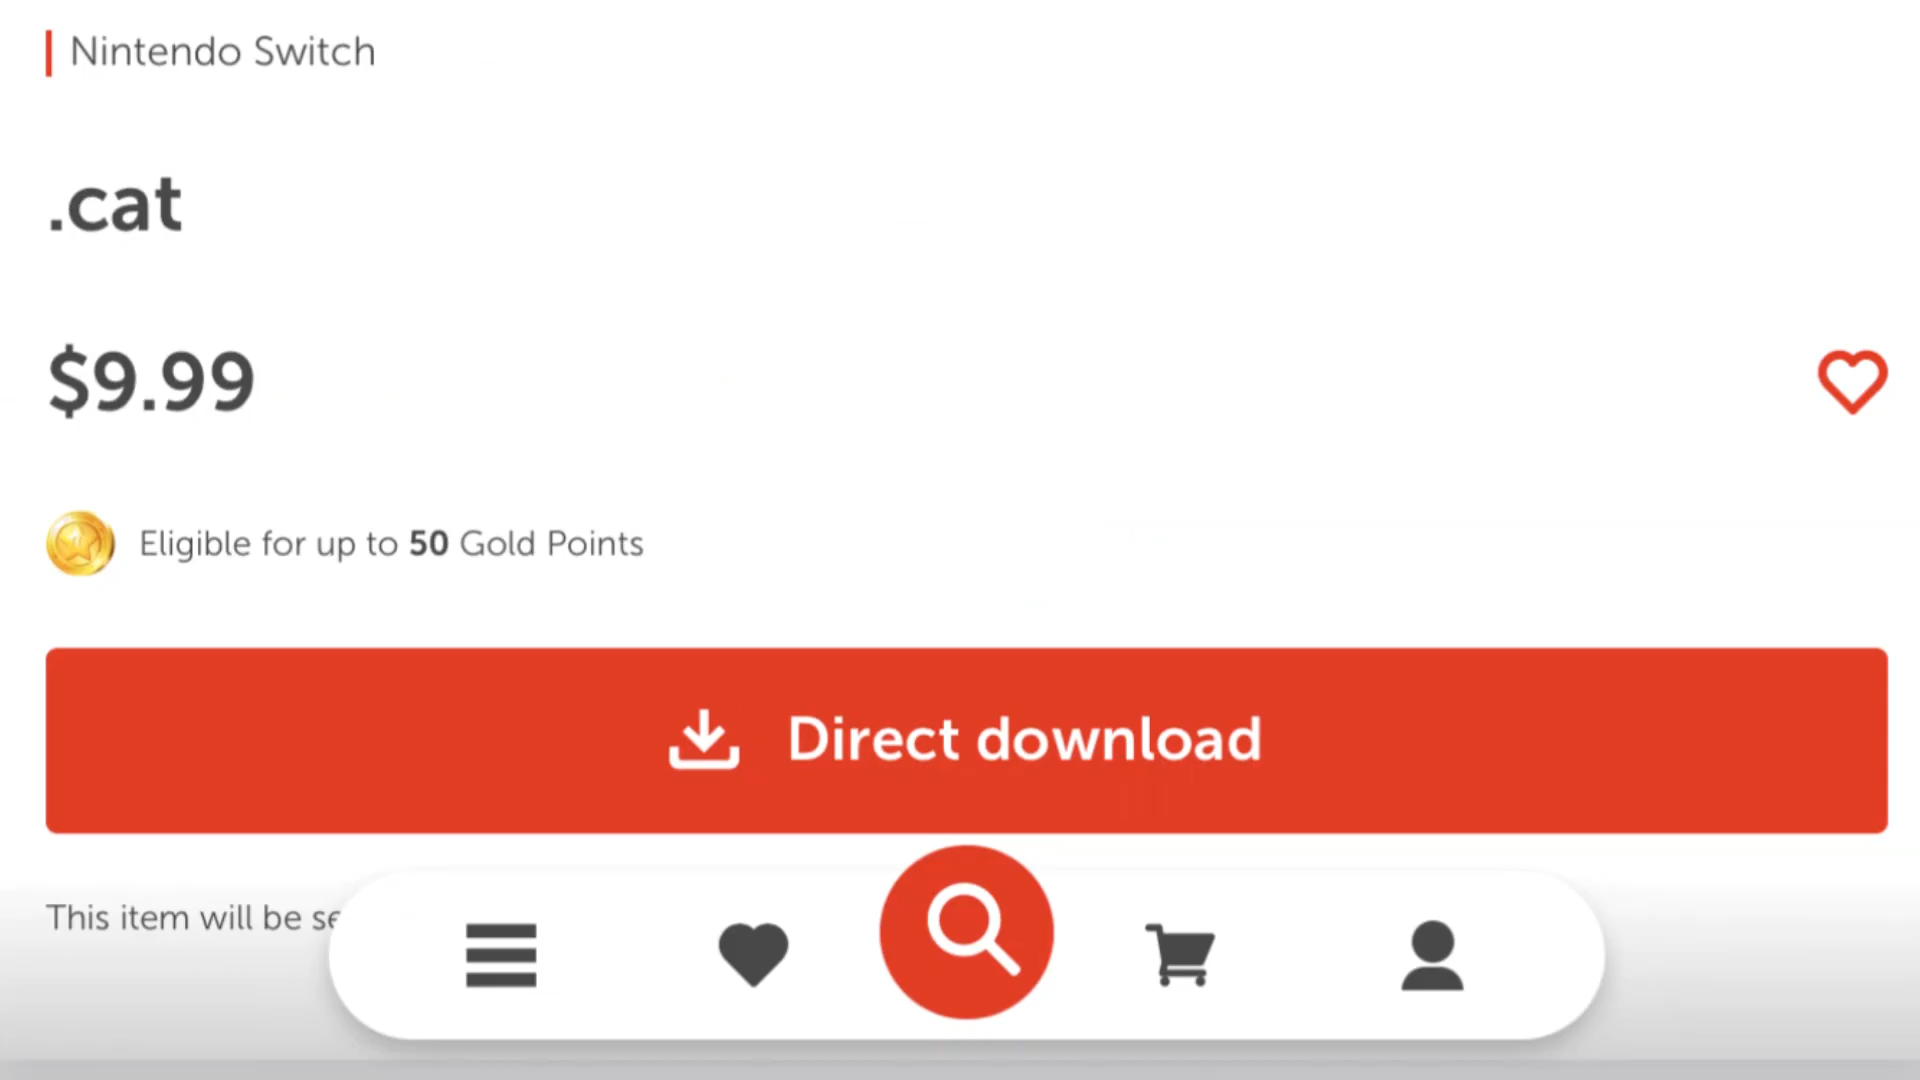 Nintendo Switch
.cat
$9.99
Eligible for up to 50 Gold Points
Direct download
This item will be